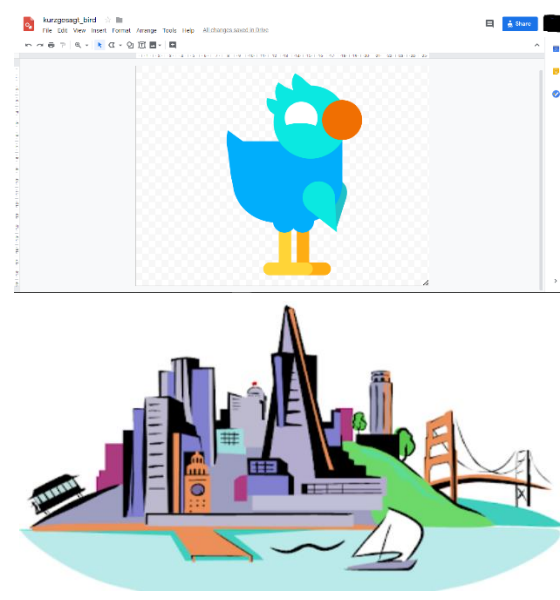 kurzgesagt_bird
File Edit View Insert Format Arrange Tools Help All changes saved in Drive
Share